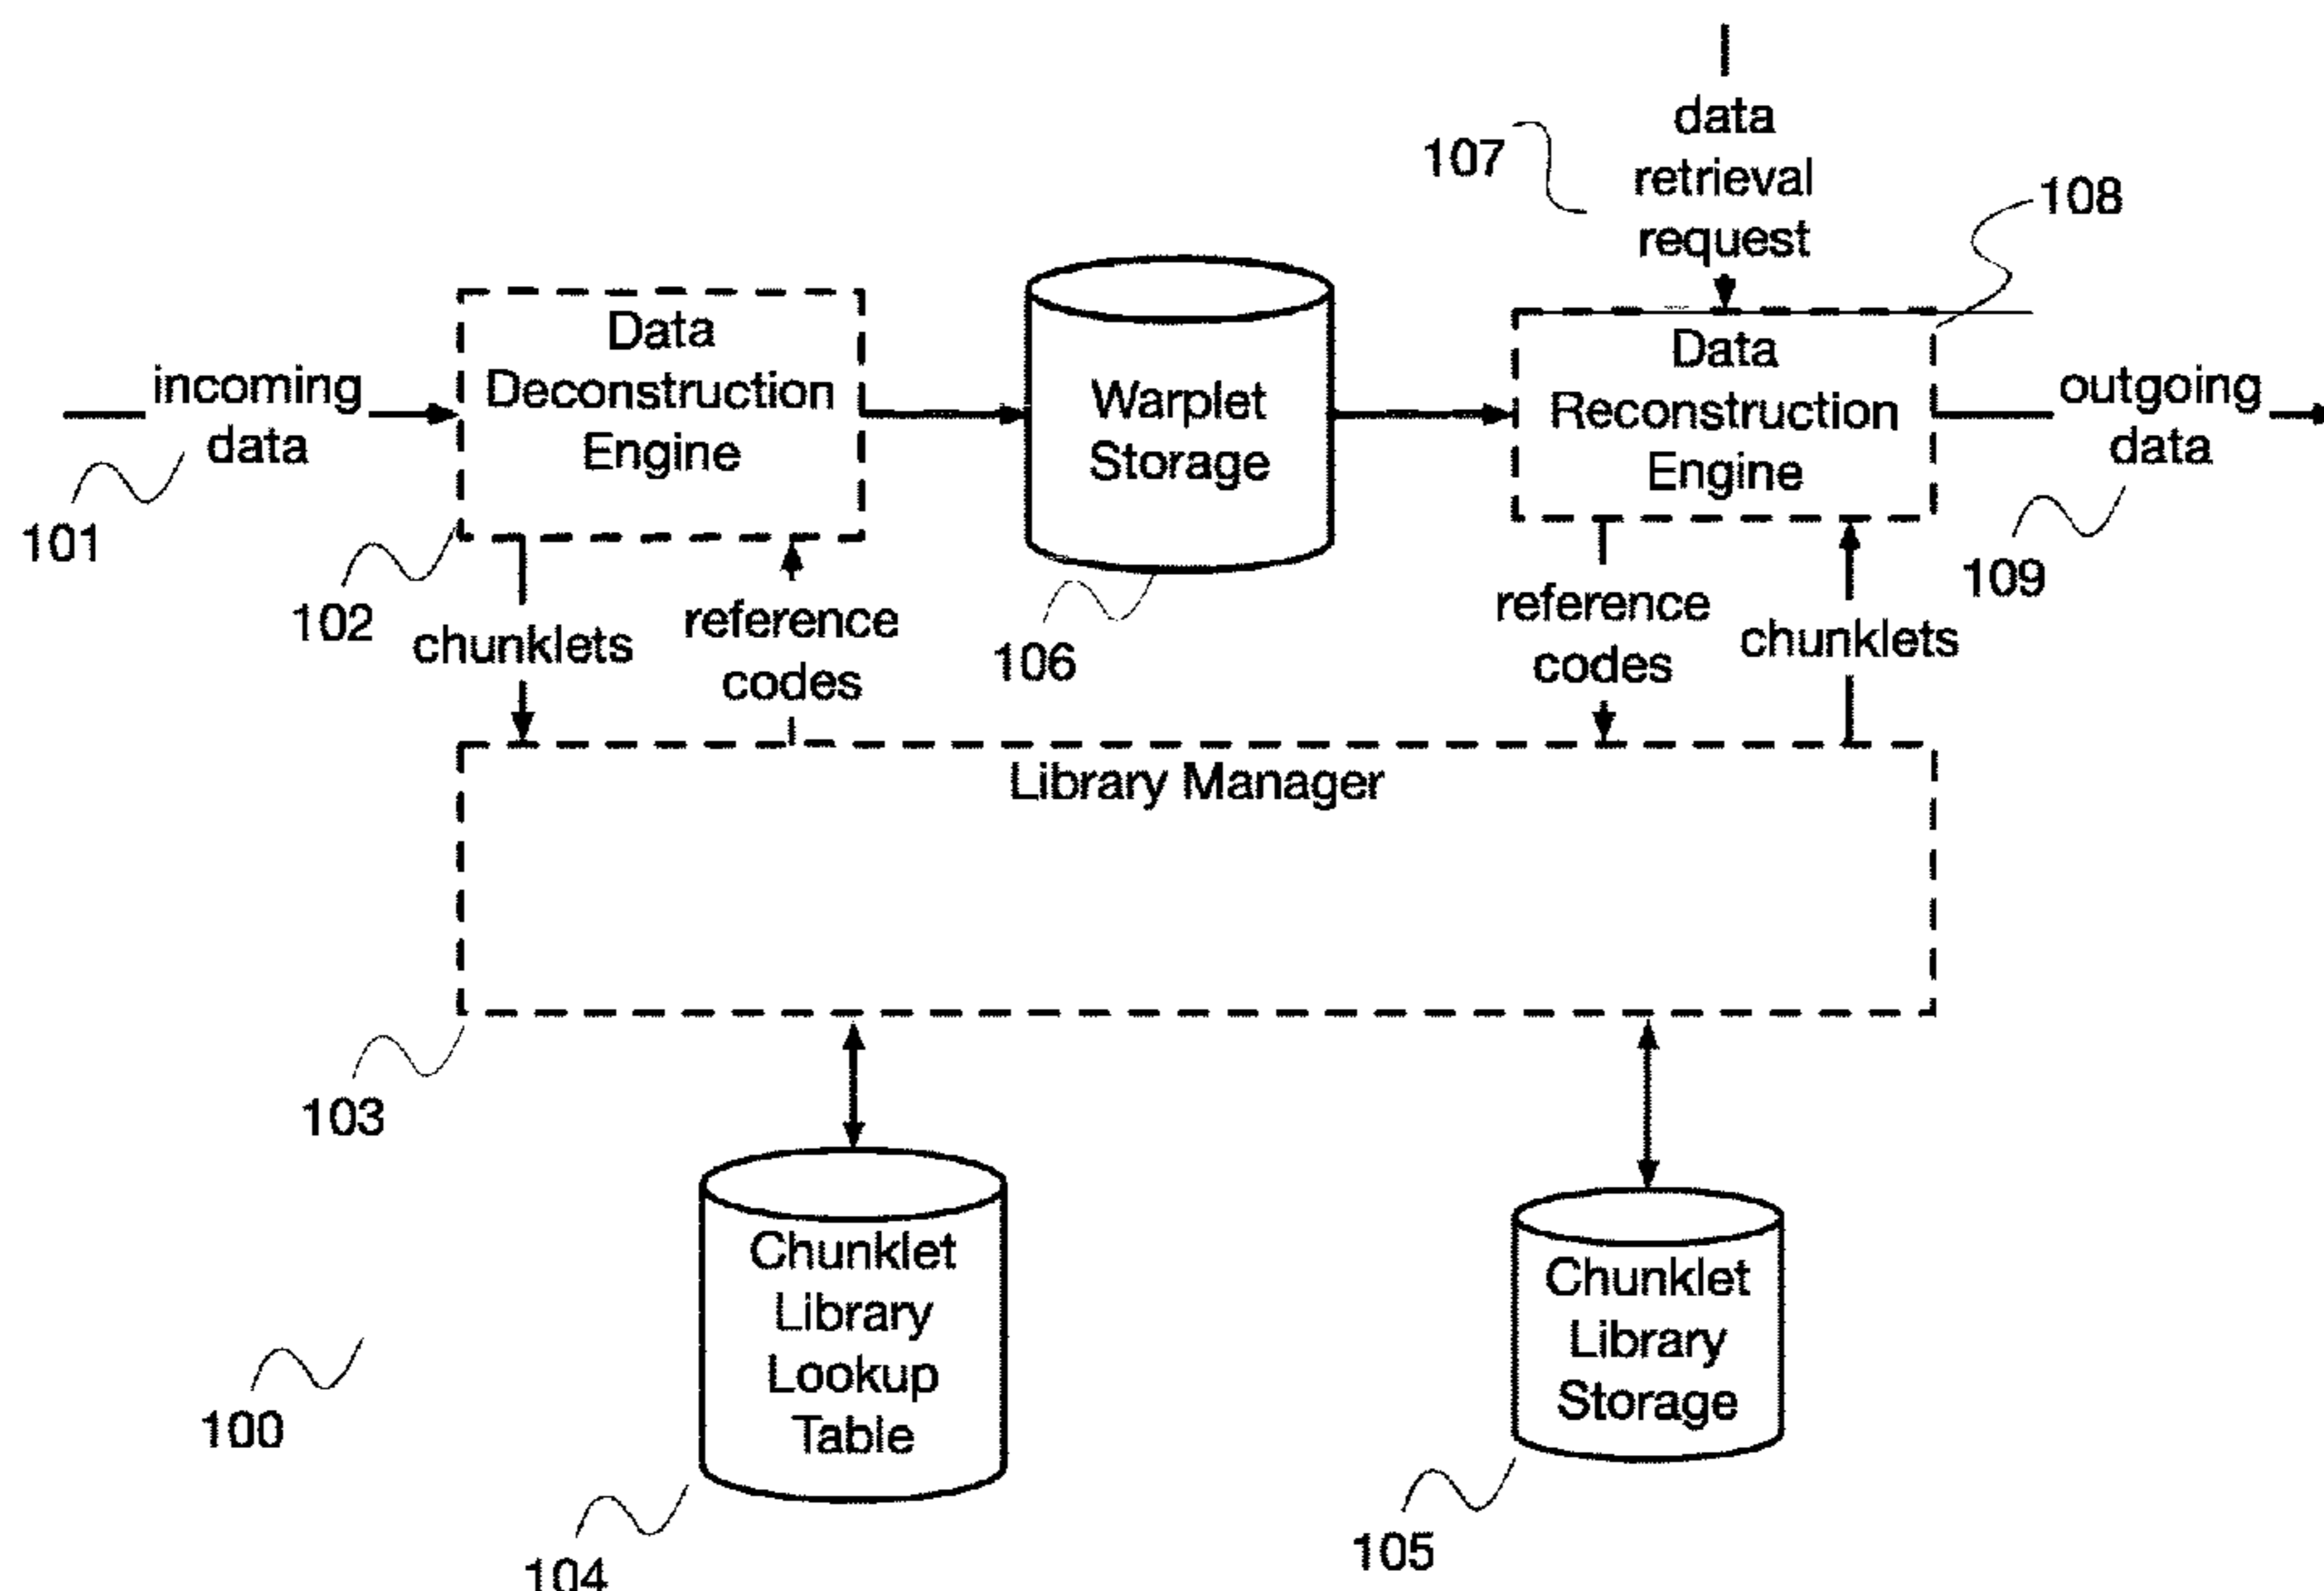 data
retrieval
request
107
108
incoming
data
101
Data
Deconstruction
Engine
102
Warplet
Storage
106
Data
Reconstruction
Engine
outgoing
data
109
chunklets
reference
codes
reference
codes
chunklets
Library Manager
103
Chunklet
Library
Lookup
Table
104
Chunklet
Library
Storage
105
100